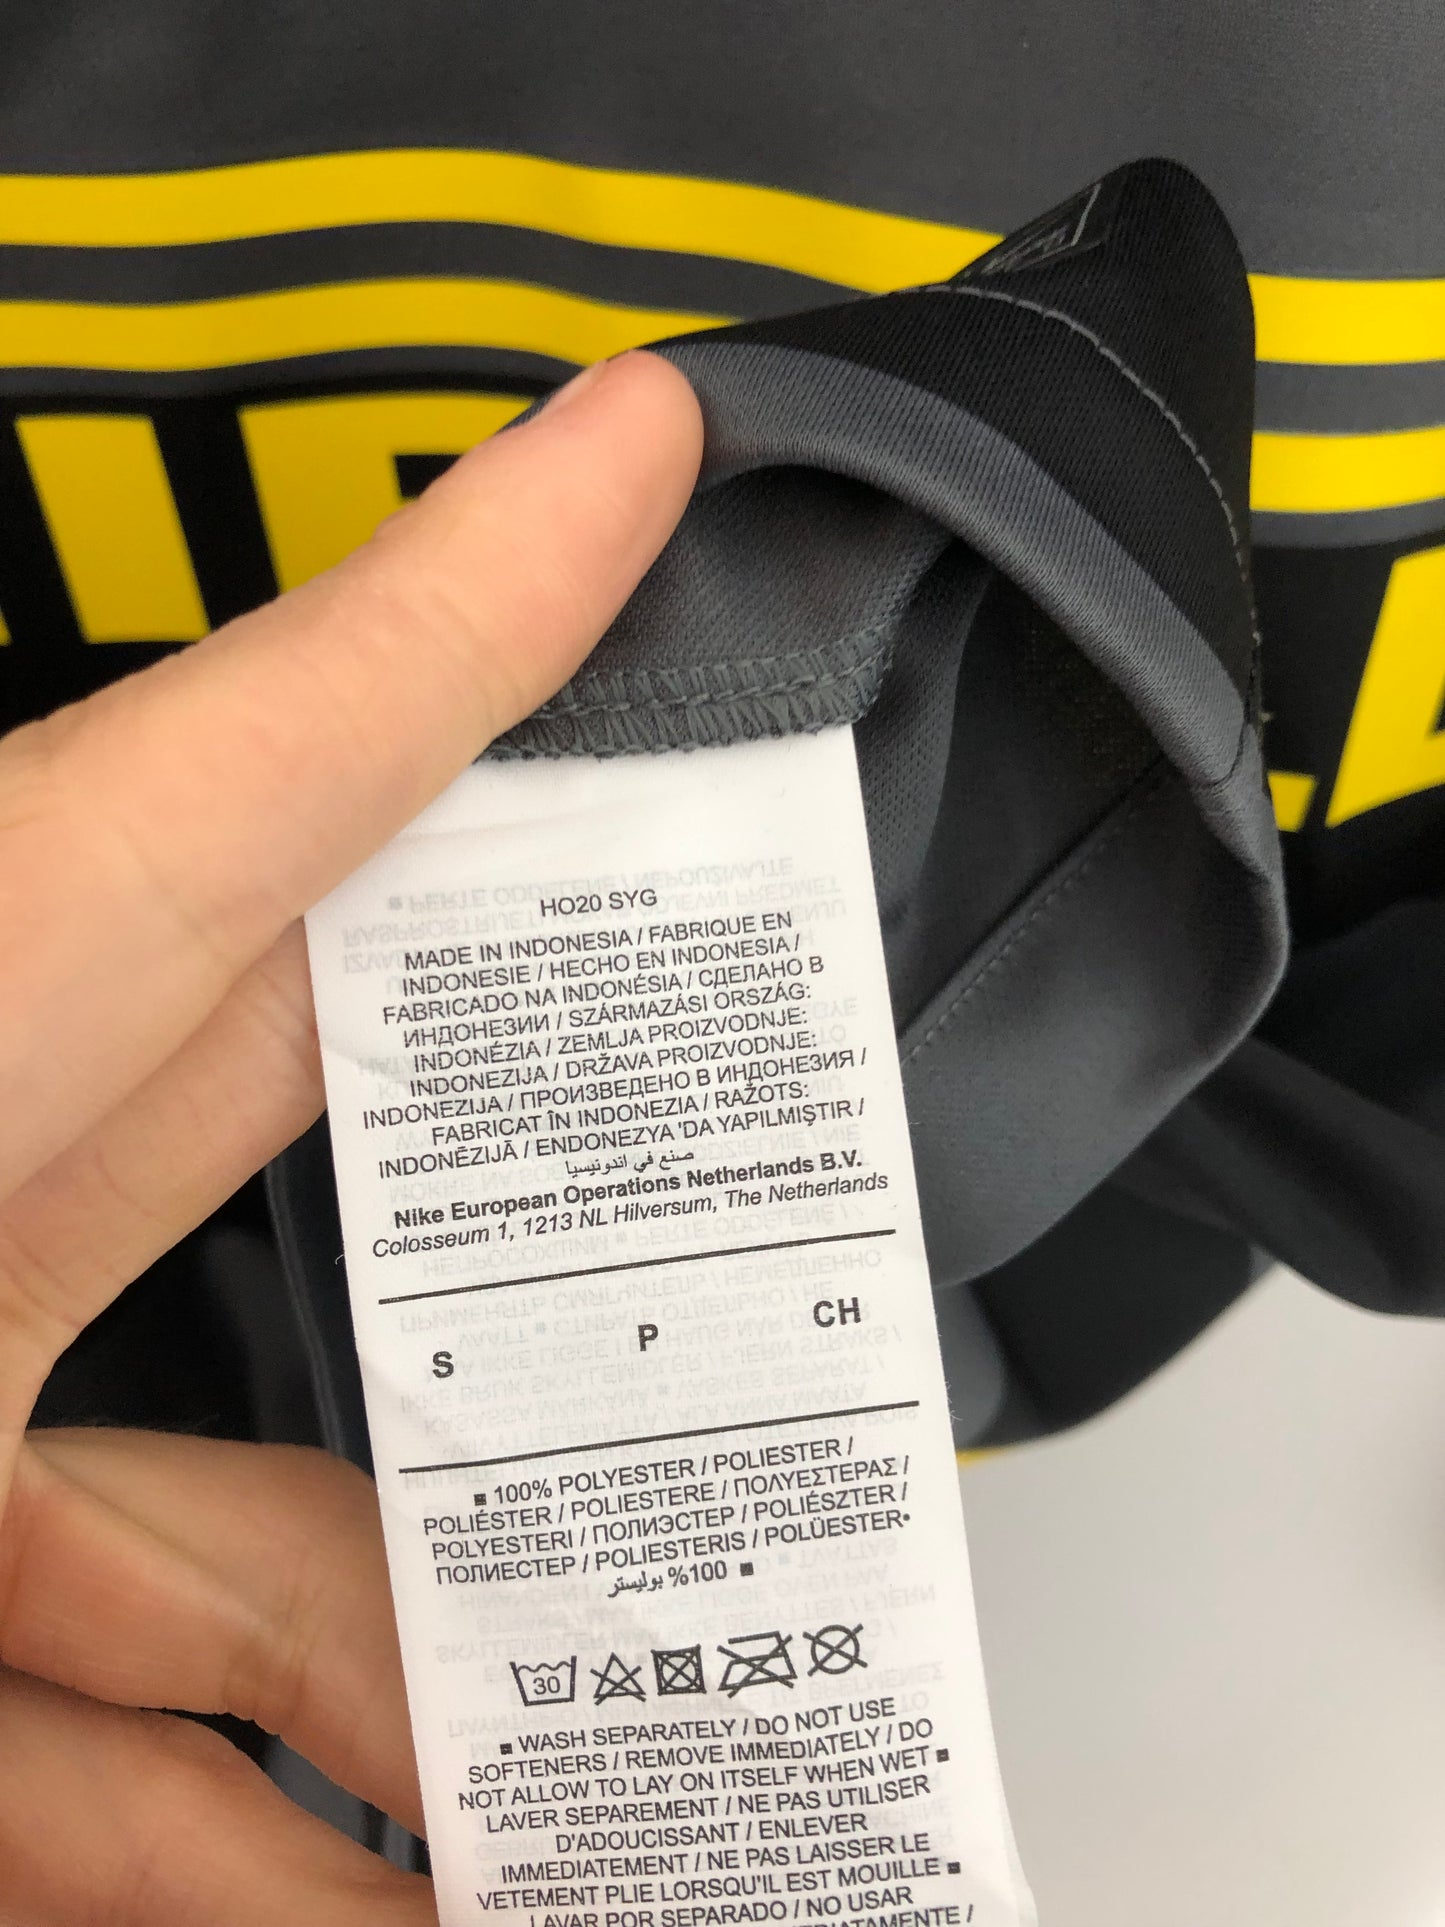 HO20 SYG
MADE IN INDONESIA / FABRIQUE EN
INDONESIE / HECHO EN INDONESIA /
FABRICADO NA INDONÉSIA / СДЕЛАНО В
ИНДОНЕЗИИ / SZÁRMAZÁSI ORSZÁG:
INDONÉZIA / ZEMLJA PROIZVODNJE:
INDONEZIJA / DRŽAVA PROIZVODNJE:
INDONEZIJA / ПРОИЗВЕДЕНО В ИНДОНЕЗИЯ /
FABRICAT ÎN INDONEZIA / RAŽOTS:
INDONĒZIJĀ / ENDONEZYA 'DA YAPILMIŞTIR /
صنع في اندونيسيا
Nike European Operations Netherlands B.V.
Colosseum 1, 1213 NL Hilversum, The Netherlands
S P CH
■ 100% POLYESTER / POLIESTER /
POLIÉSTER / POLIESTERE / ΠΟΛΥΕΣΤΕΡΑΣ /
POLYESTERI / ПОЛИЭСТЕР / POLIÉSZTER /
ПОЛИЕСТЕР / POLIESTERIS / POLÜESTER•
100% بوليستر ■
30
■ WASH SEPARATELY / DO NOT USE
SOFTENERS / REMOVE IMMEDIATELY / DO
NOT ALLOW TO LAY ON ITSELF WHEN WET ■
LAVER SEPAREMENT / NE PAS UTILISER
D'ADOUCISSANT / ENLEVER
IMMEDIATEMENT / NE PAS LAISSER LE
VETEMENT PLIE LORSQU'IL EST MOUILLE ■
LAVAR POR SEPARADO / NO USAR